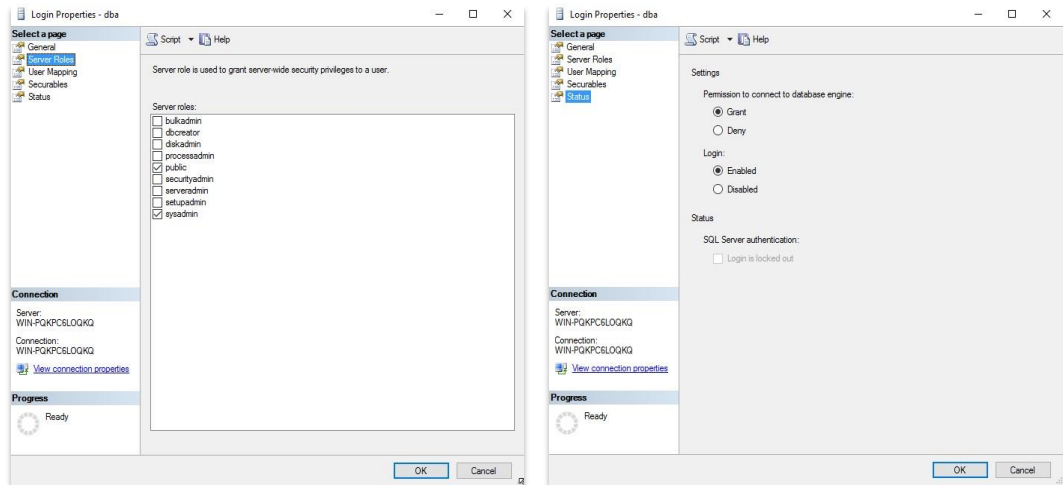 Login Properties - dba
Select a page
General
Server Roles
User Mapping
Securables
Status
Script
Help
Server role is used to grant server-wide security privileges to a user.
Server roles:
bulkadmin
dbcreator
diskadmin
processadmin
public
securityadmin
serveradmin
setupadmin
sysadmin
Connection
Server:
WIN-PQKPC6LOQKQ
Connection:
WIN-PQKPC6LOQKQ
View connection properties
Progress
Ready
OK
Cancel
Login Properties - dba
Select a page
General
Server Roles
User Mapping
Securables
Status
Script
Help
Settings
Permission to connect to database engine:
Grant
Deny
Login:
Enabled
Disabled
Status
SQL Server authentication:
Login is locked out
Connection
Server:
WIN-PQKPC6LOQKQ
Connection:
WIN-PQKPC6LOQKQ
View connection properties
Progress
Ready
OK
Cancel